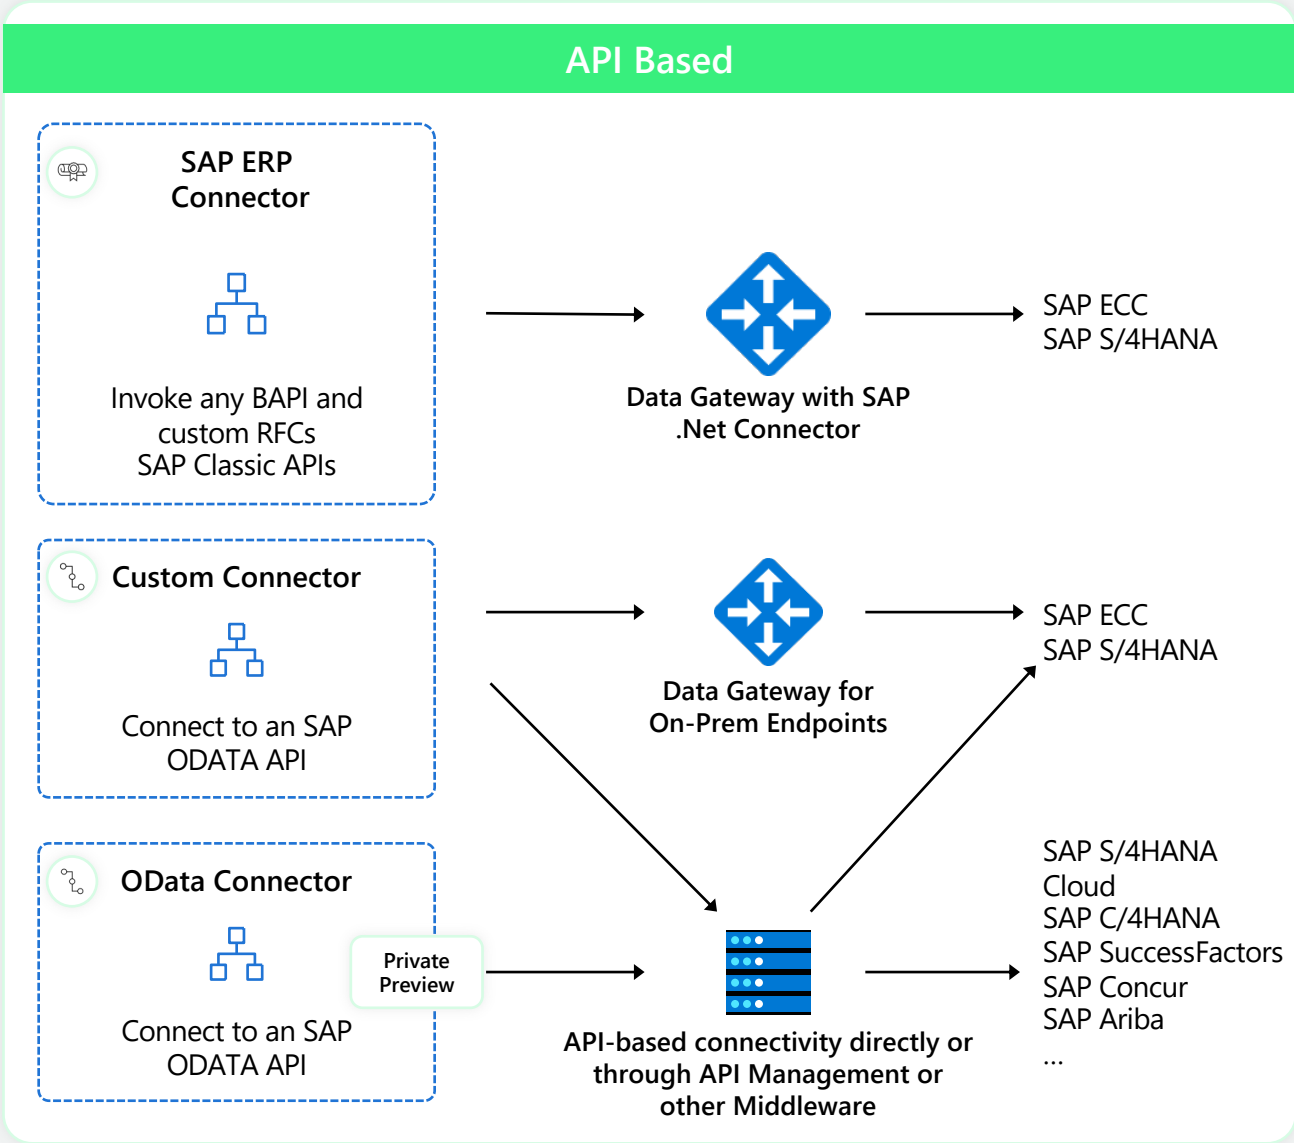 API Based
SAP ERP
Connector
Invoke any BAPI and
custom RFCs
SAP Classic APIs
Data Gateway with SAP
.Net Connector
SAP ECC
SAP S/4HANA
Custom Connector
Connect to an SAP
ODATA API
Data Gateway for
On-Prem Endpoints
SAP ECC
SAP S/4HANA
OData Connector
Private
Preview
Connect to an SAP
ODATA API
API-based connectivity directly or
through API Management or
other Middleware
SAP S/4HANA
Cloud
SAP C/4HANA
SAP SuccessFactors
SAP Concur
SAP Ariba
...